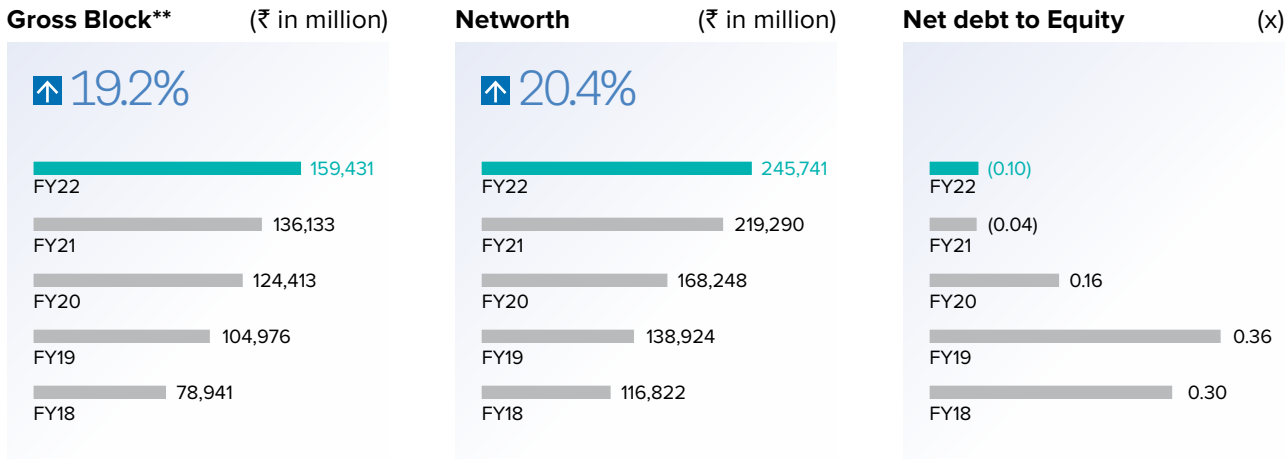 Gross Block** (₹ in million)
19.2%
159,431
FY22
136,133
FY21
124,413
FY20
104,976
FY19
78,941
FY18
Networth (₹ in million)
20.4%
245,741
FY22
219,290
FY21
168,248
FY20
138,924
FY19
116,822
FY18
Net debt to Equity (x)
(0.10)
FY22
(0.04)
FY21
0.16
FY20
0.36
FY19
0.30
FY18